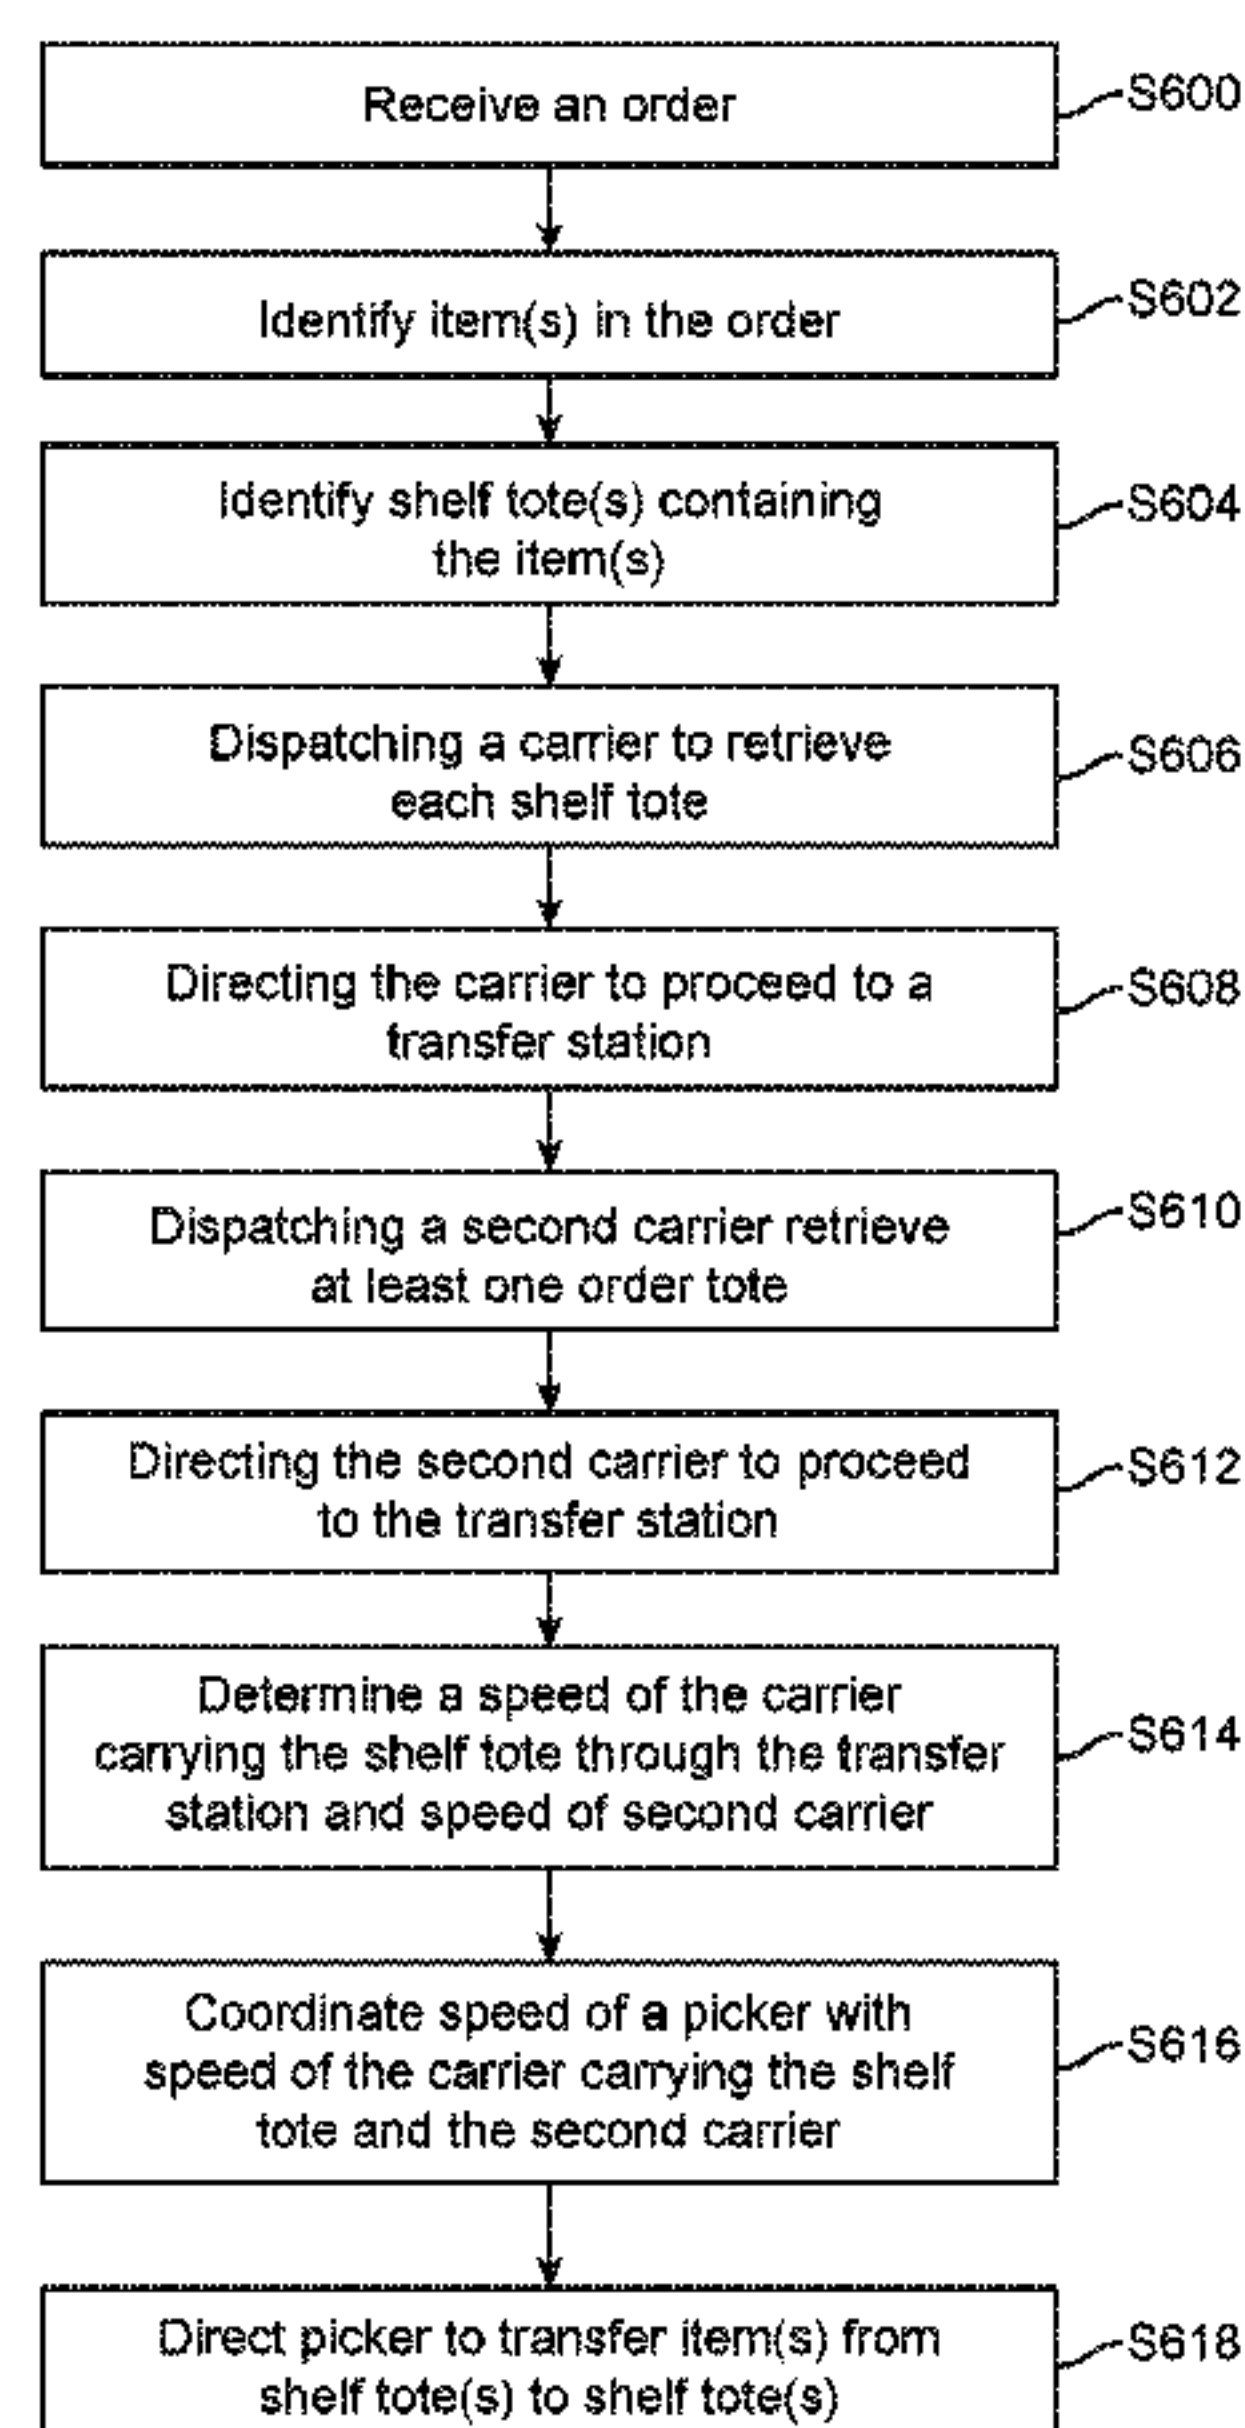 Receive an order
S600
Identify item(s) in the order
S602
Identify shelf tote(s) containing
the item(s)
S604
Dispatching a carrier to retrieve
each shelf tote
S606
Directing the carrier to proceed to a
transfer station
S608
Dispatching a second carrier retrieve
at least one order tote
S610
Directing the second carrier to proceed
to the transfer station
S612
Determine a speed of the carrier
carrying the shelf tote through the transfer
station and speed of second carrier
S614
Coordinate speed of a picker with
speed of the carrier carrying the shelf
tote and the second carrier
S616
Direct picker to transfer item(s) from
shelf tote(s) to shelf tote(s)
S618